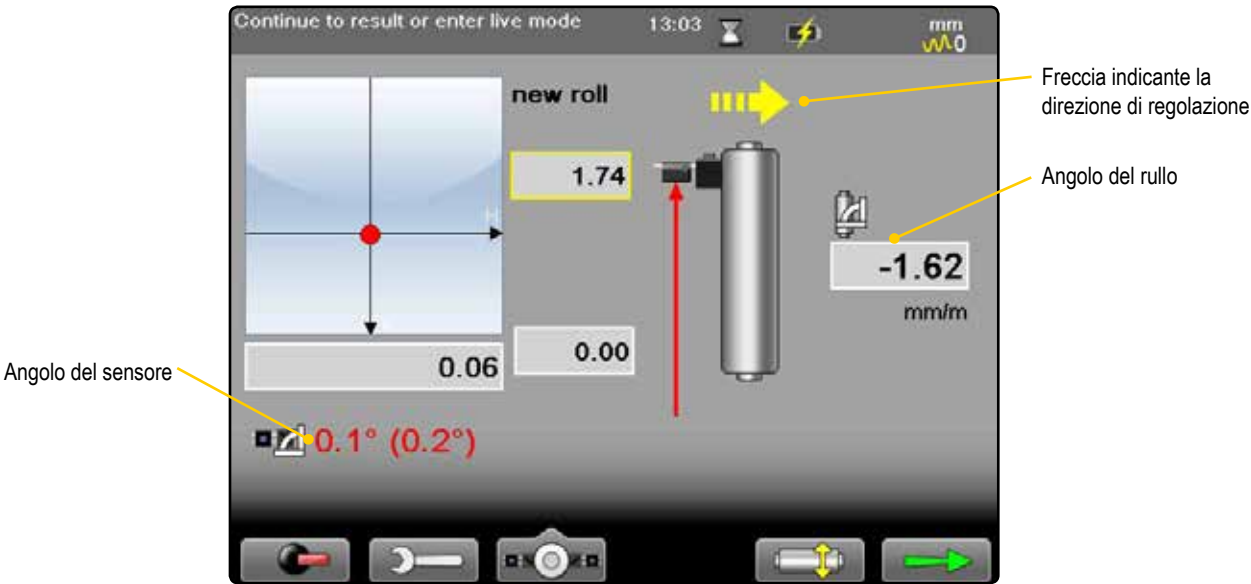 Continue to result or enter live mode
13:03
mm
0
new roll
1.74
H
0.06
0.00
0.1° (0.2°)
-1.62
mm/m
Freccia indicante la
direzione di regolazione
Angolo del rullo
Angolo del sensore